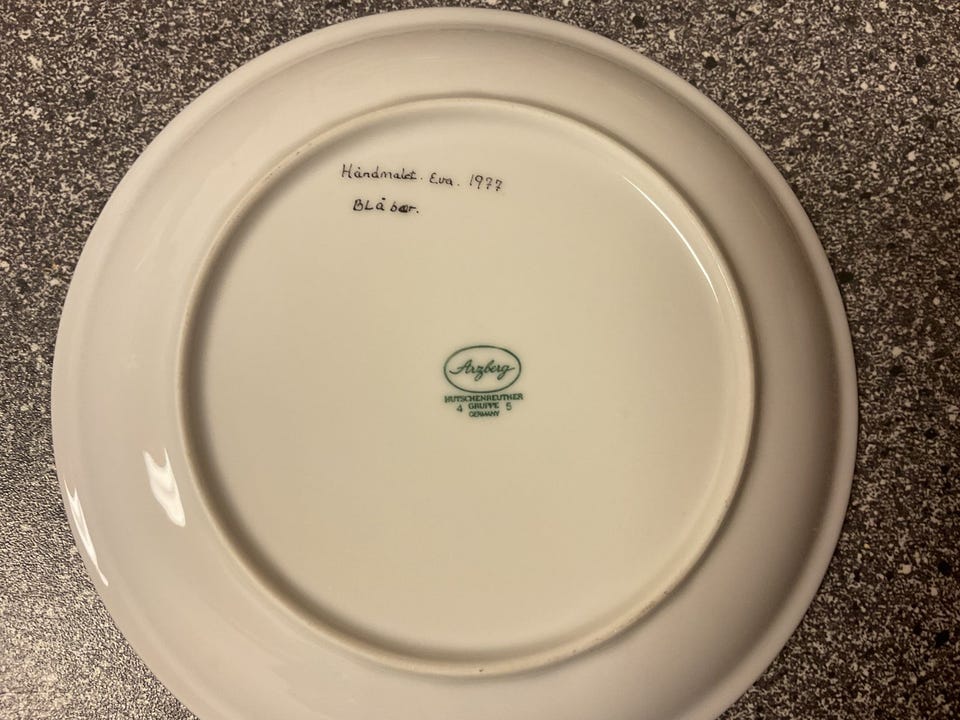 Håndmalet. Eva. 1977
BLåbær.
Arzberg
HUTSCHENREUTHER
4 GRUPPE 5
GERMANY